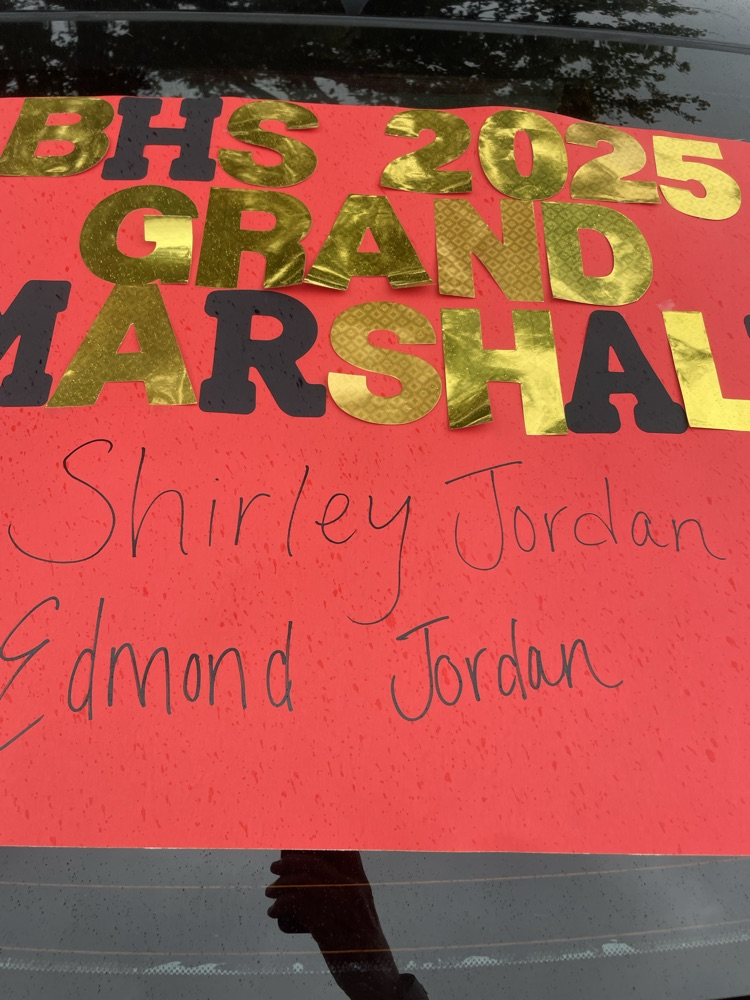 BHS 2025
GRAND
MARSHAL
Shirley Jordan
Edmond Jordan